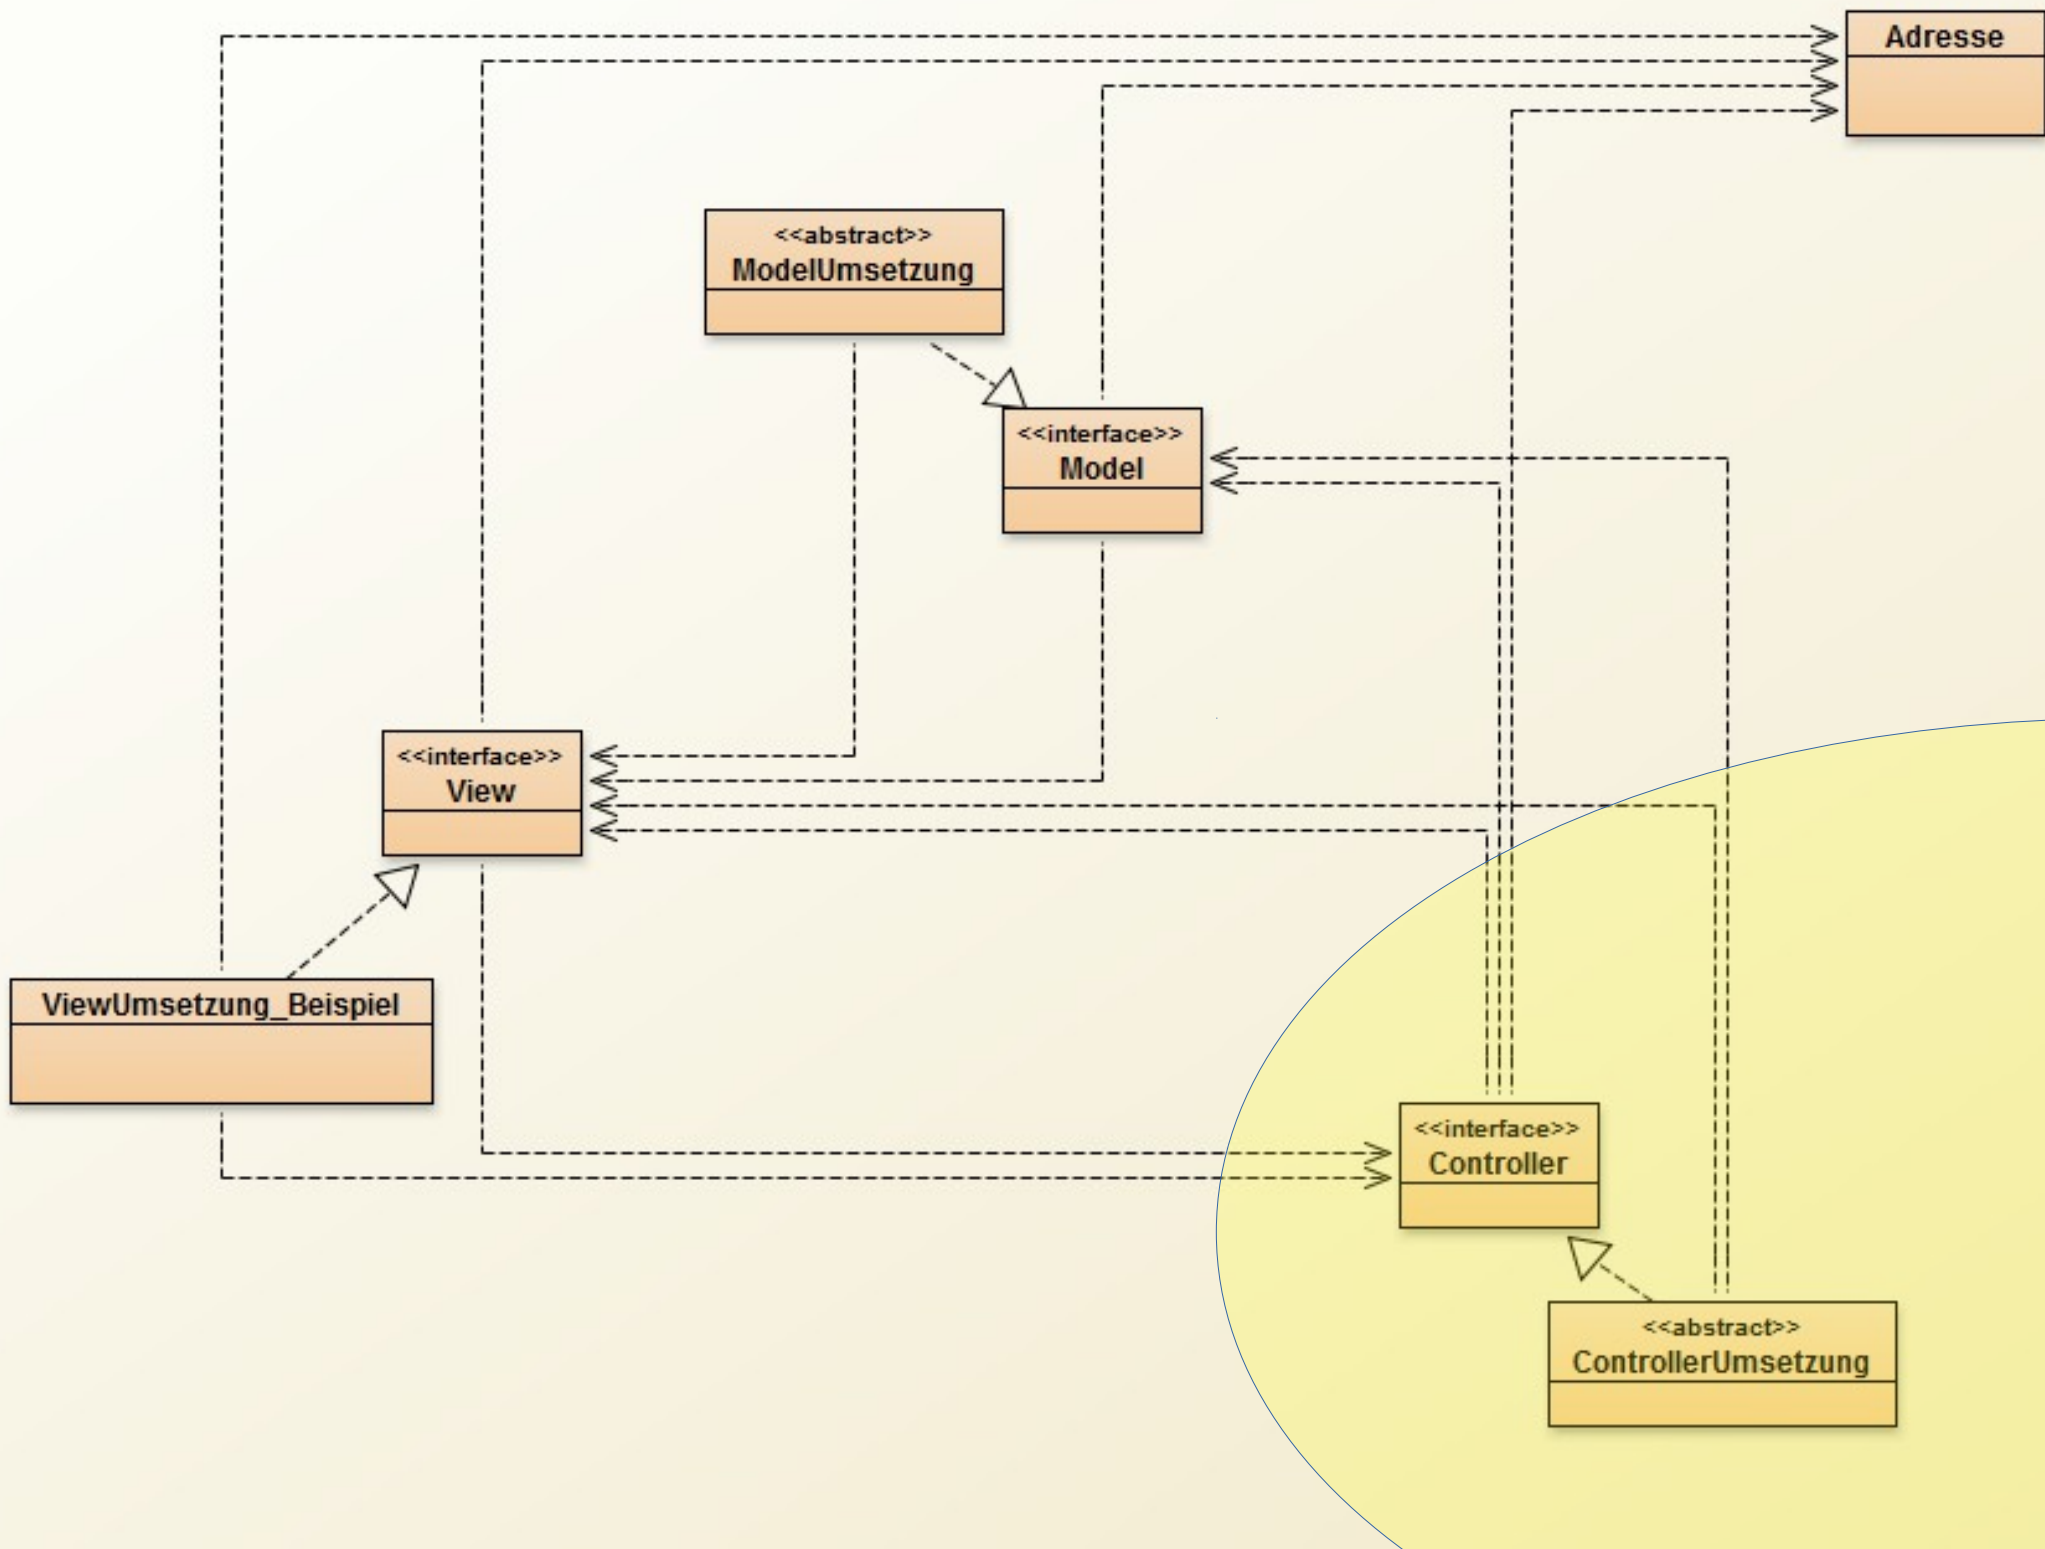 Adresse
<<abstract>>
ModelUmsetzung
<<interface>>
Model
<<interface>>
View
ViewUmsetzung_Beispiel
<<interface>>
Controller
<<abstract>>
ControllerUmsetzung